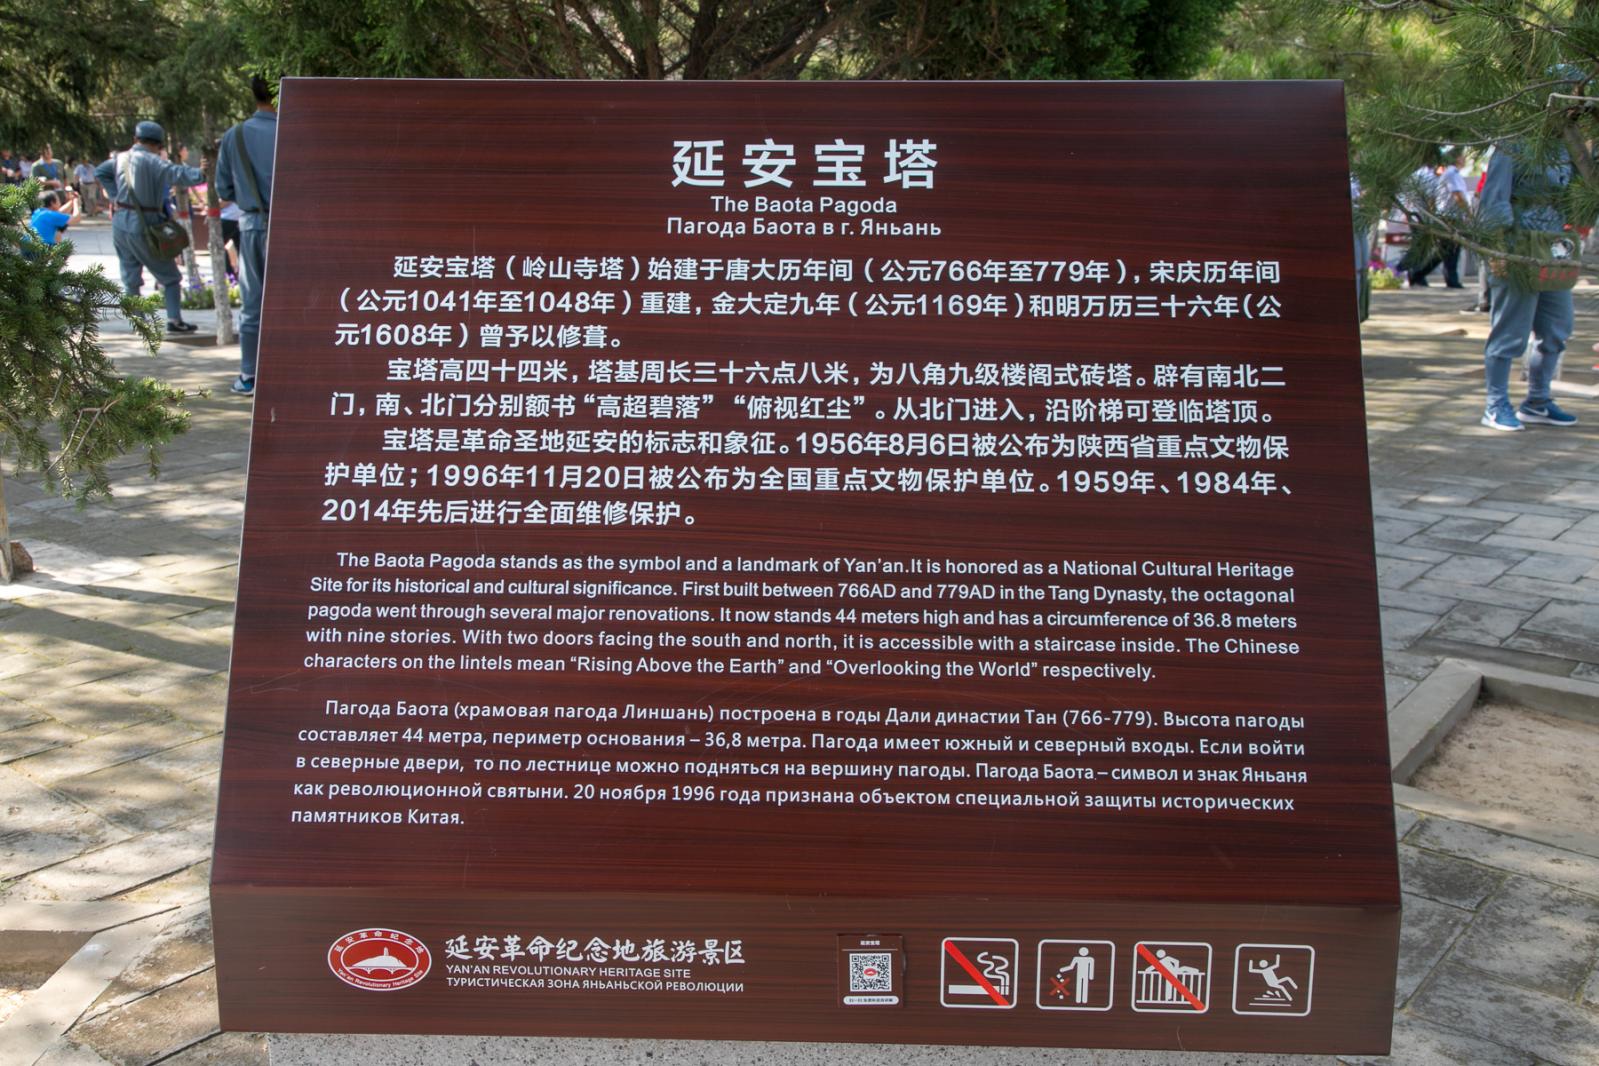 延安宝塔
The Baota Pagoda
Пагода Баота в г. Яньань
延安宝塔（岭山寺塔）始建于唐大历年间（公元766年至779年），宋庆历年间
（公元1041年至1048年）重建，金大定九年（公元1169年）和明万历三十六年（公
元1608年）曾予以修葺。
宝塔高四十四米，塔基周长三十六点八米，为八角九级楼阁式砖塔。辟有南北二
门，南、北门分别额书“高超碧落”“俯视红尘”。从北门进入，沿阶梯可登临塔顶。
宝塔是革命圣地延安的标志和象征。1956年8月6日被公布为陕西省重点文物保
护单位；1996年11月20日被公布为全国重点文物保护单位。1959年、1984年、
2014年先后进行全面维修保护。
The Baota Pagoda stands as the symbol and a landmark of Yan'an.It is honored as a National Cultural Heritage
Site for its historical and cultural significance. First built between 766AD and 779AD in the Tang Dynasty, the octagonal
pagoda went through several major renovations. It now stands 44 meters high and has a circumference of 36.8 meters
with nine stories. With two doors facing the south and north, it is accessible with a staircase inside. The Chinese
characters on the lintels mean “Rising Above the Earth” and “Overlooking the World” respectively.
Пагода Баота (храмовая пагода Линшань) построена в годы Дали династии Тан (766-779). Высота пагоды
составляет 44 метра, периметр основания – 36,8 метра. Пагода имеет южный и северный входы. Если войти
в северные двери, то по лестнице можно подняться на вершину пагоды. Пагода Баота – символ и знак Яньаня
как революционной святыни. 20 ноября 1996 года признана объектом специальной защиты исторических
памятников Китая.
延安革命纪念地
Yan'an Revolutionary Heritage Site
延安革命纪念地旅游景区
YAN'AN REVOLUTIONARY HERITAGE SITE
ТУРИСТИЧЕСКАЯ ЗОНА ЯНЬАНЬСКОЙ РЕВОЛЮЦИИ
延安宝塔